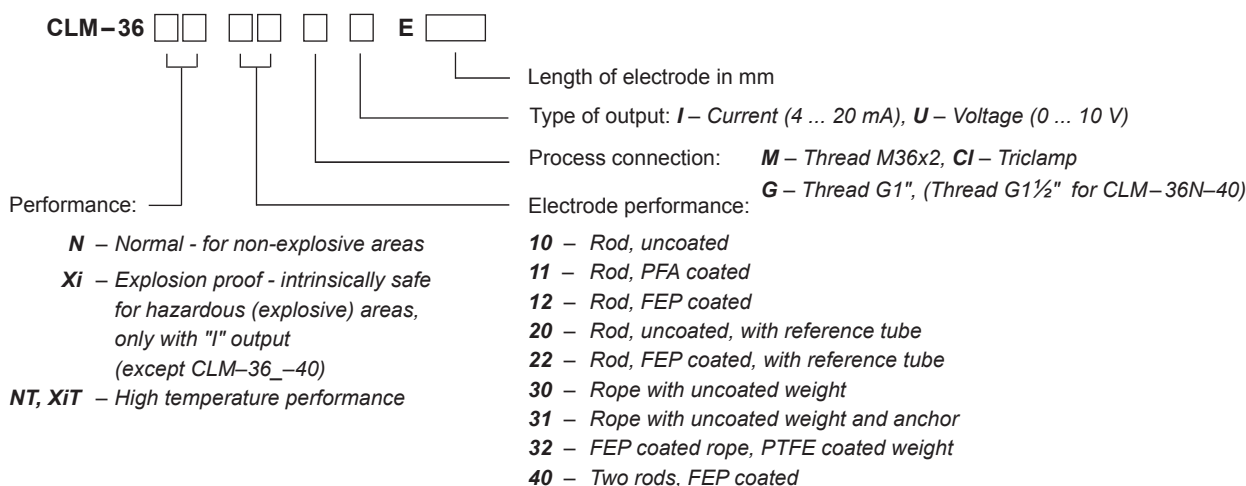 CLM–36 E
Length of electrode in mm
Type of output: I – Current (4 ... 20 mA), U – Voltage (0 ... 10 V)
Process connection: M – Thread M36x2, Cl – Triclamp
G – Thread G1", (Thread G1½" for CLM–36N–40)
Performance:
N – Normal - for non-explosive areas
Xi – Explosion proof - intrinsically safe
for hazardous (explosive) areas,
only with "I" output
(except CLM–36_–40)
NT, XiT – High temperature performance
Electrode performance:
10 – Rod, uncoated
11 – Rod, PFA coated
12 – Rod, FEP coated
20 – Rod, uncoated, with reference tube
22 – Rod, FEP coated, with reference tube
30 – Rope with uncoated weight
31 – Rope with uncoated weight and anchor
32 – FEP coated rope, PTFE coated weight
40 – Two rods, FEP coated